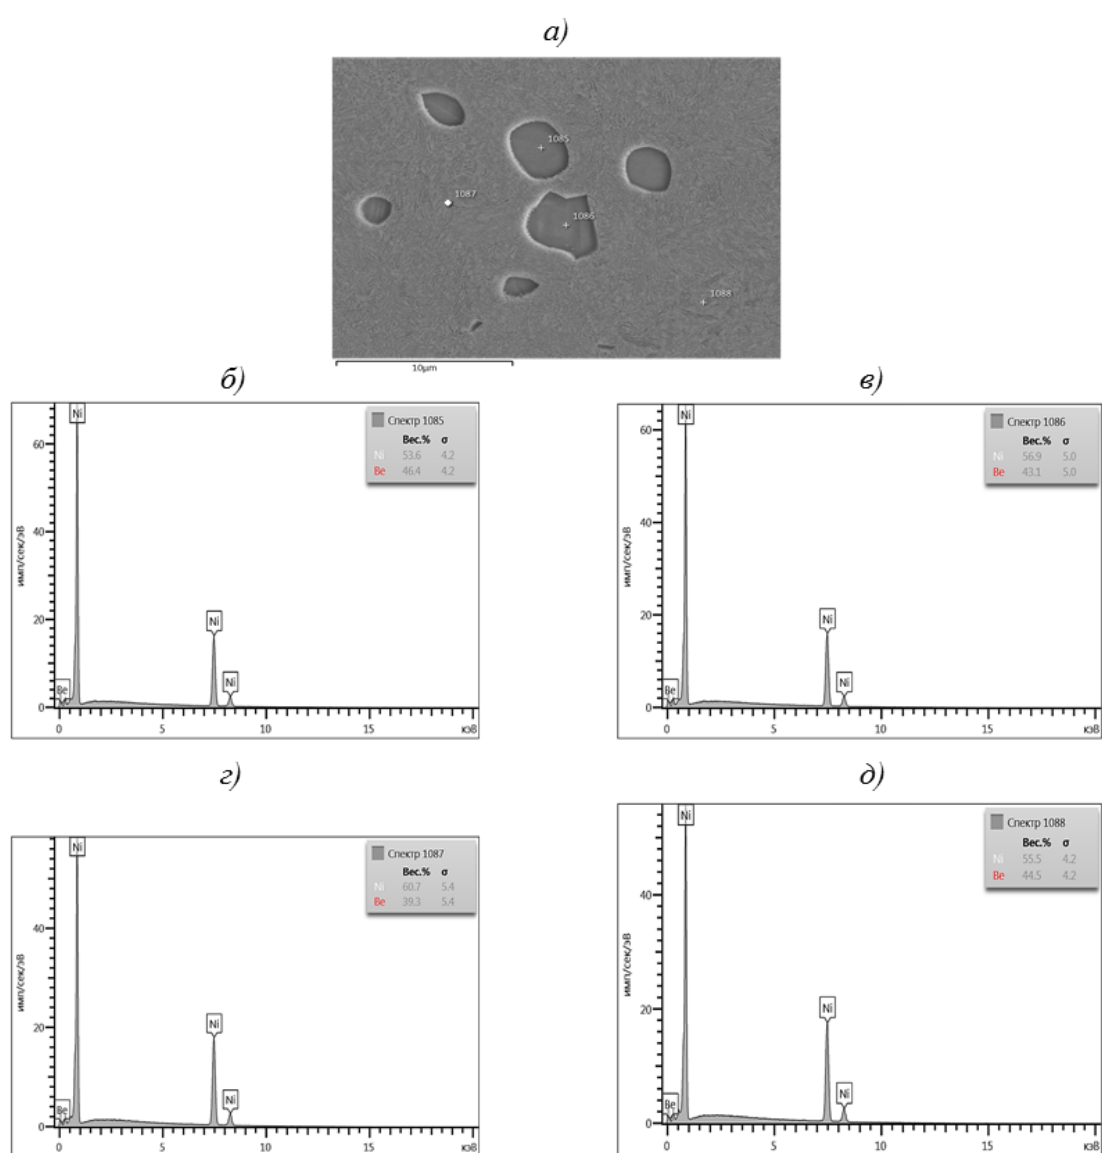 а)
1085
1087
1086
1088
10µm
б)
Ni
Спектр 1085
Вес.% σ
Ni 53.6 4.2
Be 46.4 4.2
60
40
20
0
имп/сек/эВ
Ni
Ni
Be
0 5 10 15 кэВ
в)
Ni
Спектр 1086
Вес.% σ
Ni 56.9 5.0
Be 43.1 5.0
60
40
20
0
имп/сек/эВ
Ni
Ni
Be
0 5 10 15 кэВ
г)
Ni
Спектр 1087
Вес.% σ
Ni 60.7 5.4
Be 39.3 5.4
40
20
0
имп/сек/эВ
Ni
Ni
Be
0 5 10 15 кэВ
д)
Ni
Спектр 1088
Вес.% σ
Ni 55.5 4.2
Be 44.5 4.2
40
20
0
имп/сек/эВ
Ni
Ni
Be
0 5 10 15 кэВ